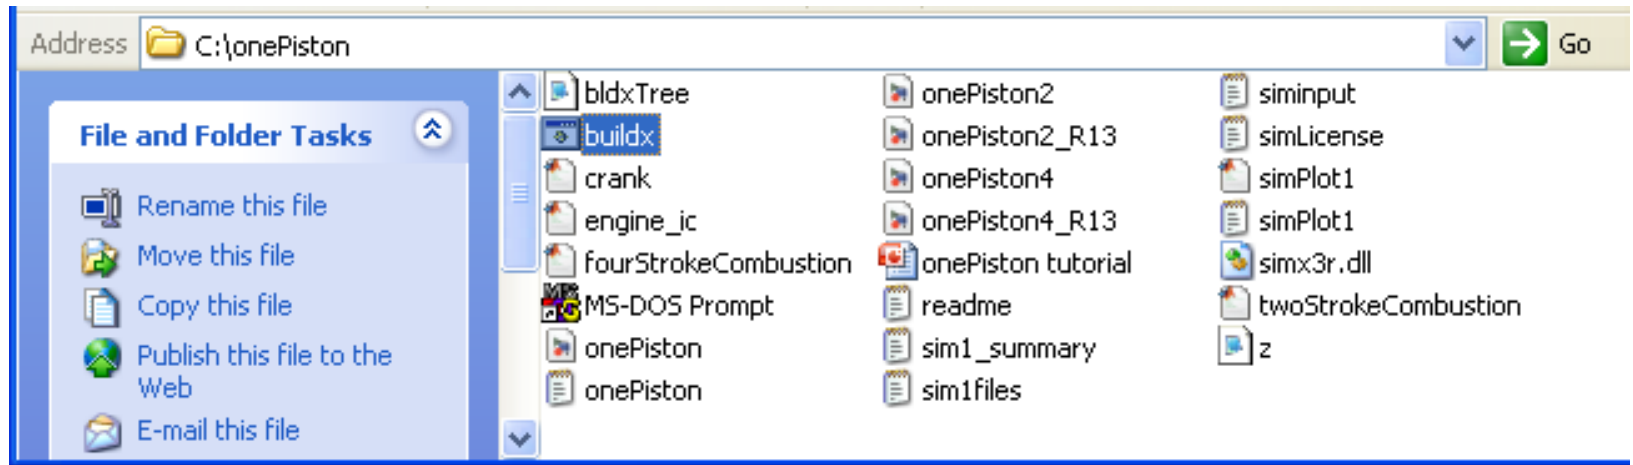 Address C:\onePiston Go
File and Folder Tasks
Rename this file
Move this file
Copy this file
Publish this file to the
Web
E-mail this file
bldxTree
buildx
crank
engine_ic
fourStrokeCombustion
MS-DOS Prompt
onePiston
onePiston
onePiston2
onePiston2_R13
onePiston4
onePiston4_R13
onePiston tutorial
readme
sim1_summary
sim1files
siminput
simLicense
simPlot1
simPlot1
simx3r.dll
twoStrokeCombustion
z